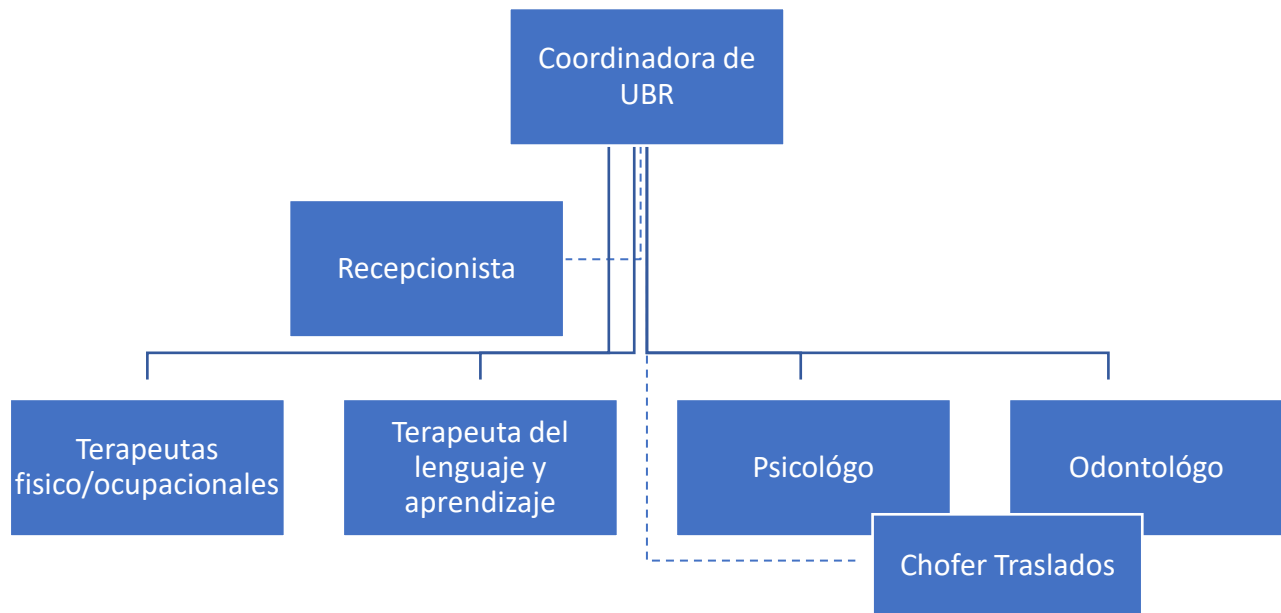 Coordinadora de
UBR
Recepcionista
Terapeutas
fisico/ocupacionales
Terapeuta del
lenguaje y
aprendizaje
Psicológo
Odontológo
Chofer Traslados